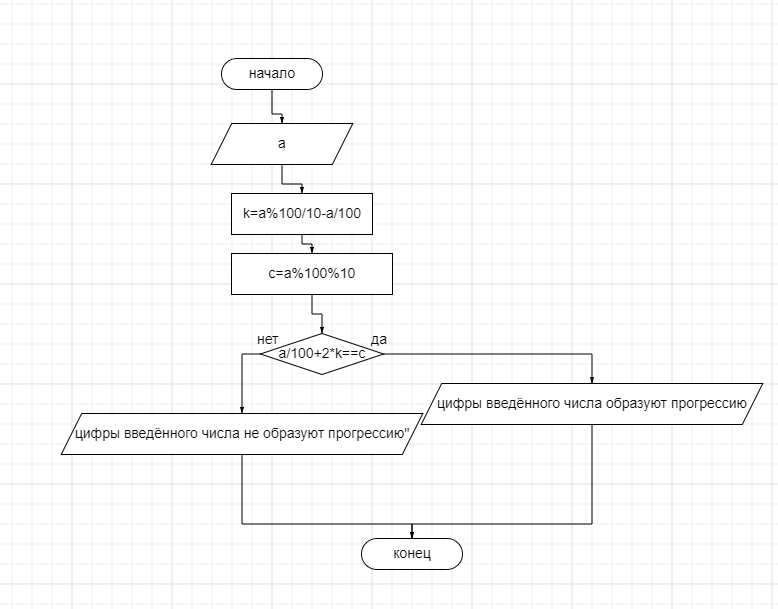 начало
a
k=a%100/10-a/100
c=a%100%10
нет
да
a/100+2*k==c
цифры введённого числа образуют прогрессию
цифры введённого числа не образуют прогрессию"
конец